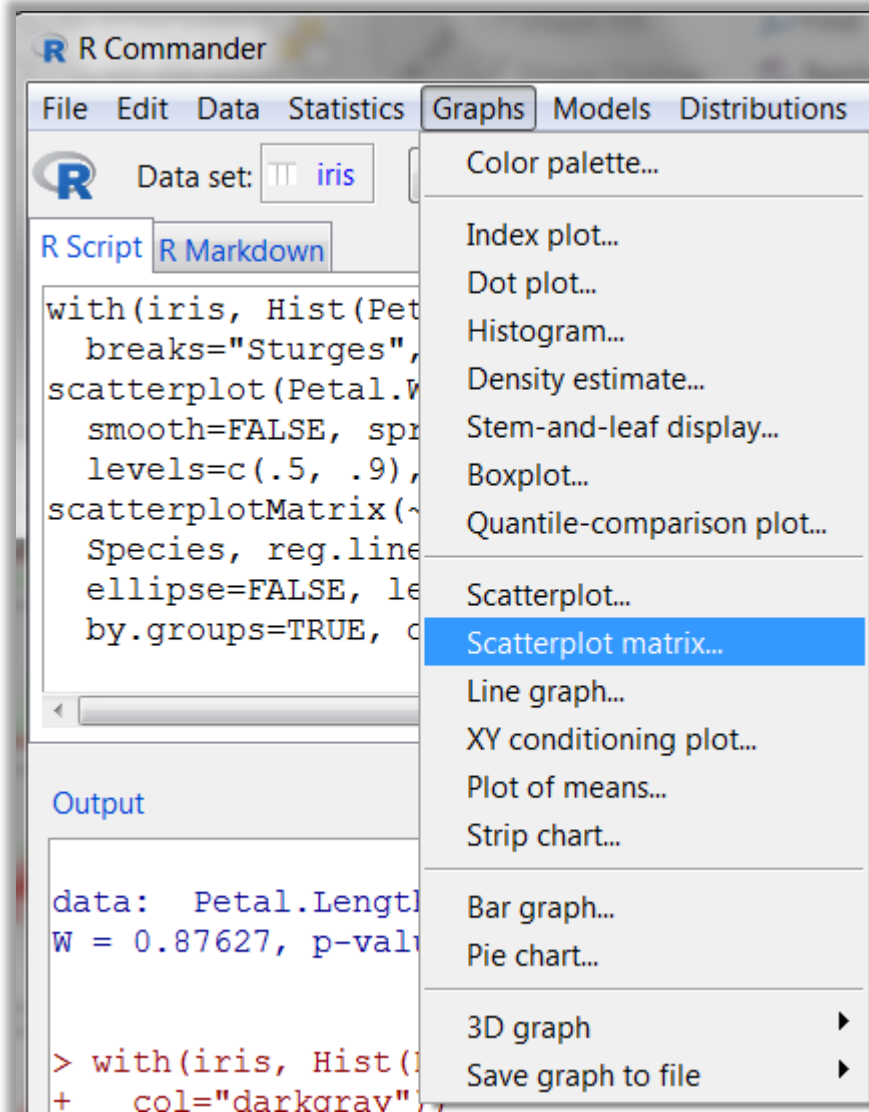 R R Commander
File Edit Data Statistics Graphs Models Distributions
R Data set: iris
R Script R Markdown
with(iris, Hist(Pet
breaks="Sturges",
scatterplot(Petal.W
smooth=FALSE, spr
levels=c(.5, .9),
scatterplotMatrix(~
Species, reg.line
ellipse=FALSE, le
by.groups=TRUE, d
Output
data: Petal.Length
W = 0.87627, p-valu
> with(iris, Hist(
+ col="darkgray"))
Color palette...
Index plot...
Dot plot...
Histogram...
Density estimate...
Stem-and-leaf display...
Boxplot...
Quantile-comparison plot...
Scatterplot...
Scatterplot matrix...
Line graph...
XY conditioning plot...
Plot of means...
Strip chart...
Bar graph...
Pie chart...
3D graph
Save graph to file